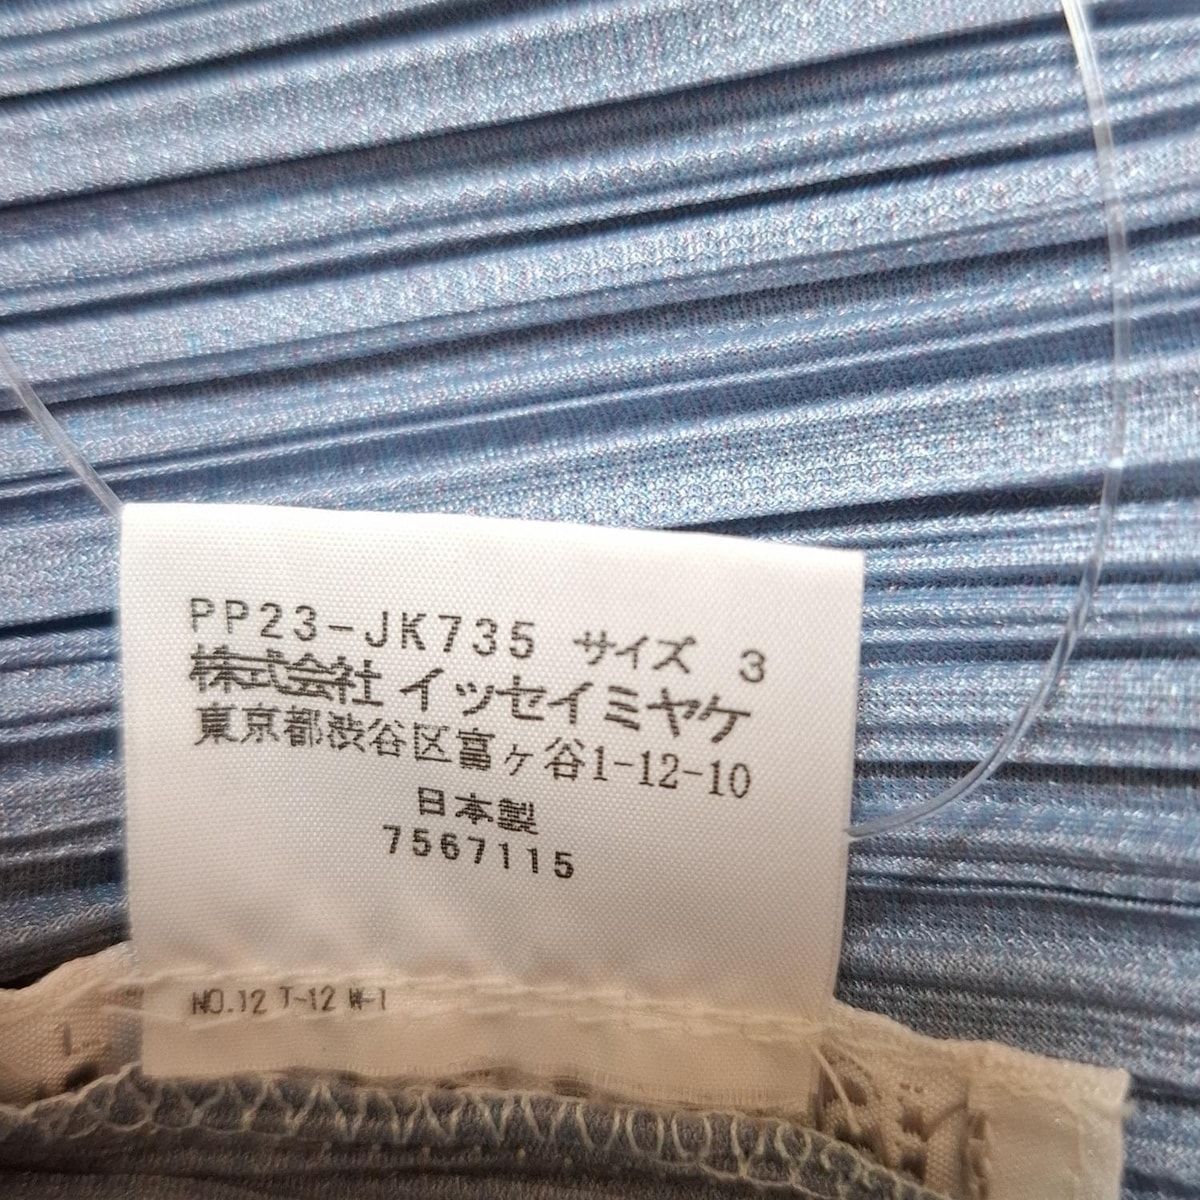 PP23-JK735 サイズ 3
株式会社 イッセイミヤケ
東京都渋谷区富ヶ谷1-12-10
日本製
7567115
NO.12 T-12 W-1